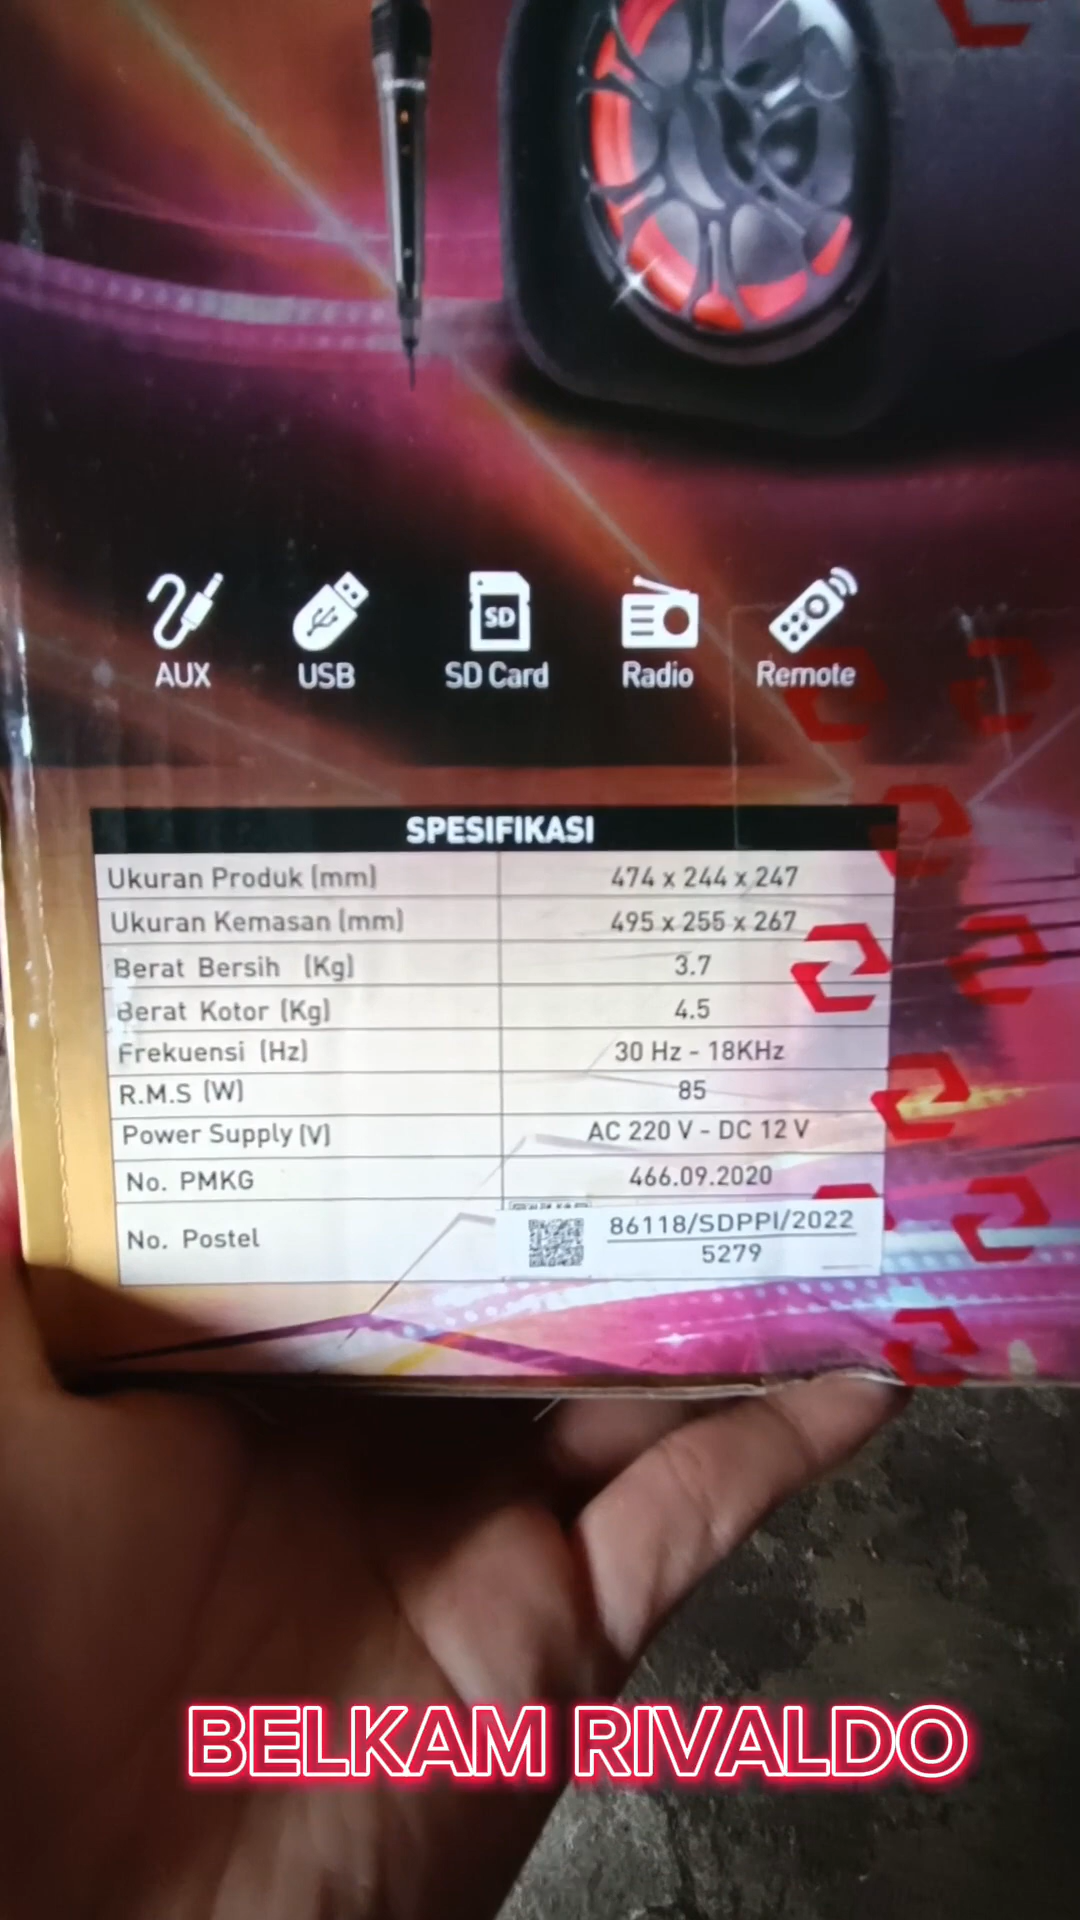 AUX USB SD SD Card Radio Remote
SPESIFIKASI
Ukuran Produk (mm) 474 x 244 x 247
Ukuran Kemasan (mm) 495 x 255 x 267
Berat Bersih (Kg) 3.7
Berat Kotor (Kg) 4.5
Frekuensi (Hz) 30 Hz - 18KHz
R.M.S (W) 85
Power Supply (V) AC 220 V - DC 12 V
No. PMKG 466.09.2020
No. Postel 86118/SDPPI/2022
5279
BELKAM RIVALDO